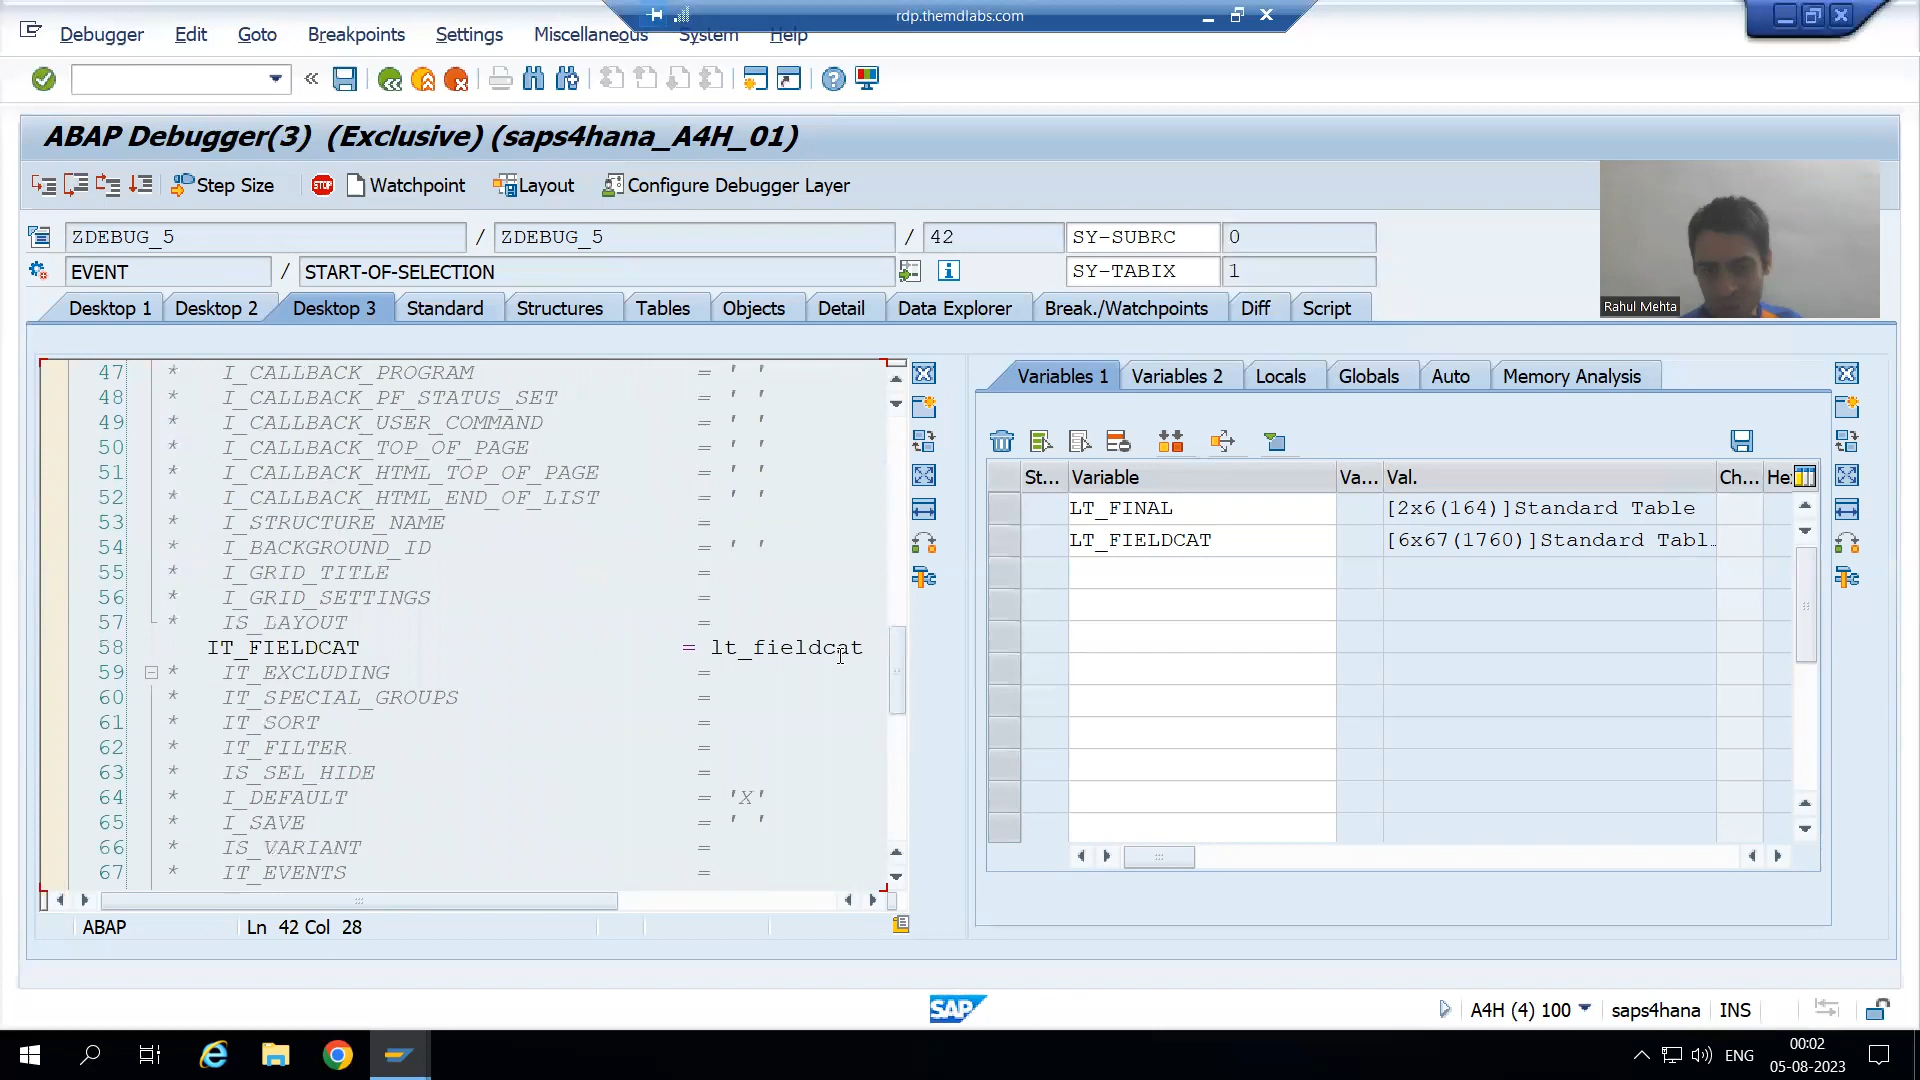 rdp.themdlabs.com
Debugger Edit Goto Breakpoints Settings Miscellaneous System Help
ABAP Debugger(3) (Exclusive) (saps4hana_A4H_01)
Step Size STOP Watchpoint Layout Configure Debugger Layer
ZDEBUG_5 / ZDEBUG_5 / 42 SY-SUBRC 0
EVENT / START-OF-SELECTION SY-TABIX 1
Rahul Mehta
Desktop 1 Desktop 2 Desktop 3 Standard Structures Tables Objects Detail Data Explorer Break./Watchpoints Diff Script
47 * I_CALLBACK_PROGRAM = ' '
48 * I_CALLBACK_PF_STATUS_SET = ' '
49 * I_CALLBACK_USER_COMMAND = ' '
50 * I_CALLBACK_TOP_OF_PAGE = ' '
51 * I_CALLBACK_HTML_TOP_OF_PAGE = ' '
52 * I_CALLBACK_HTML_END_OF_LIST = ' '
53 * I_STRUCTURE_NAME =
54 * I_BACKGROUND_ID = ' '
55 * I_GRID_TITLE =
56 * I_GRID_SETTINGS =
57 * IS_LAYOUT =
58 IT_FIELDCAT = lt_fieldcat
59 * IT_EXCLUDING =
60 * IT_SPECIAL_GROUPS =
61 * IT_SORT =
62 * IT_FILTER =
63 * IS_SEL_HIDE =
64 * I_DEFAULT = 'X'
65 * I_SAVE = ' '
66 * IS_VARIANT =
67 * IT_EVENTS =
ABAP Ln 42 Col 28
Variables 1 Variables 2 Locals Globals Auto Memory Analysis
St... Variable Va... Val. Ch... He
LT_FINAL [2x6(164)]Standard Table
LT_FIELDCAT [6x67(1760)]Standard Tabl..
SAP
A4H (4) 100 saps4hana INS
ENG
00:02
05-08-2023